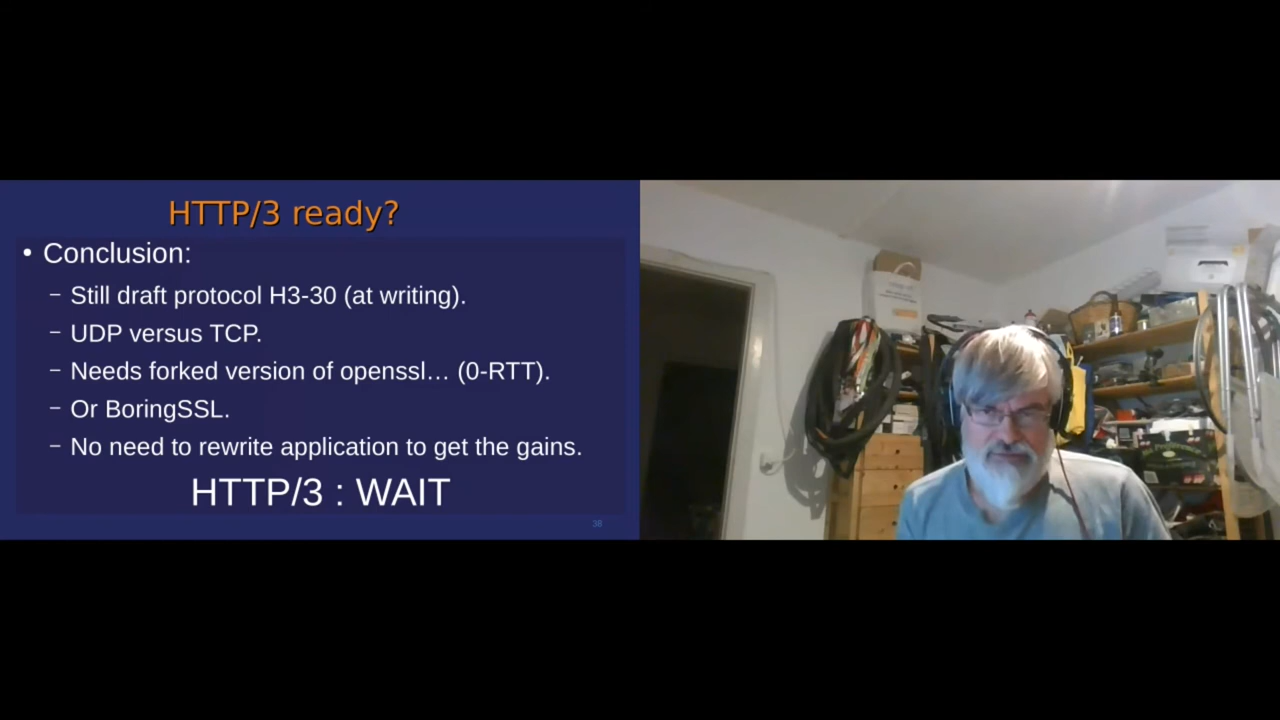 HTTP/3 ready?
• Conclusion:
– Still draft protocol H3-30 (at writing).
– UDP versus TCP.
– Needs forked version of openssl… (0-RTT).
– Or BoringSSL.
– No need to rewrite application to get the gains.
HTTP/3 : WAIT
38